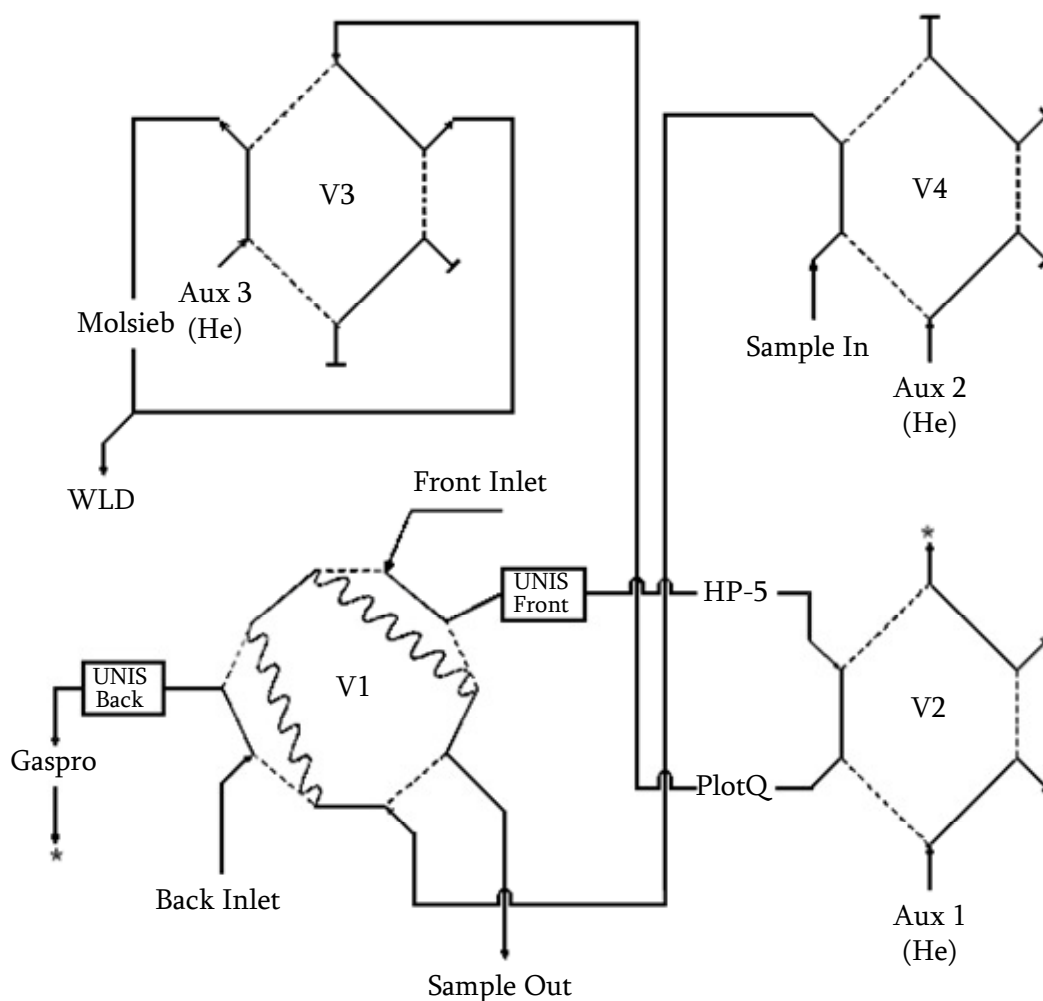 V3
V4
Aux 3
(He)
Molsieb
Sample In
Aux 2
(He)
WLD
Front Inlet
*
UNIS
Front
HP-5
UNIS
Back
V1
V2
Gaspro
PlotQ
*
Back Inlet
Aux 1
(He)
Sample Out